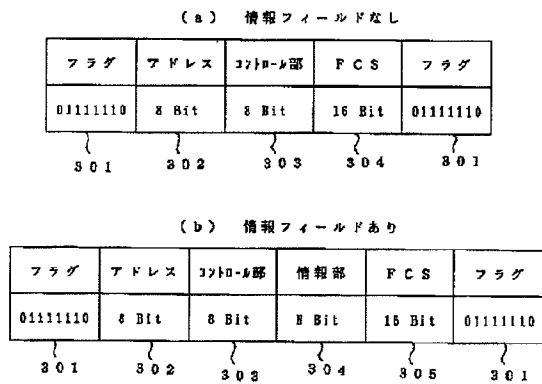 (a) 情報フィールドなし
フラグ アドレス コントロール部 FCS フラグ
01111110 8 Bit 8 Bit 16 Bit 01111110
301 302 303 304 301
(b) 情報フィールドあり
フラグ アドレス コントロール部 情報部 FCS フラグ
01111110 8 Bit 8 Bit N Bit 16 Bit 01111110
301 302 303 304 305 301